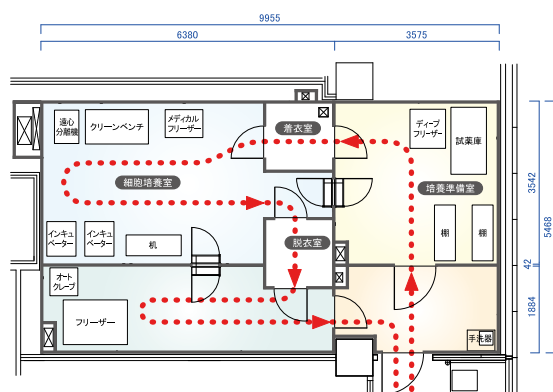 9955
6380
3575
遠心
分離機
クリーンベンチ
メディカル
フリーザー
着衣室
ディープ
フリーザー
試薬庫
細胞培養室
培養準備室
3542
5468
インキュ
ベーター
インキュ
ベーター
机
脱衣室
棚
棚
42
オート
クレーブ
フリーザー
1884
手洗器